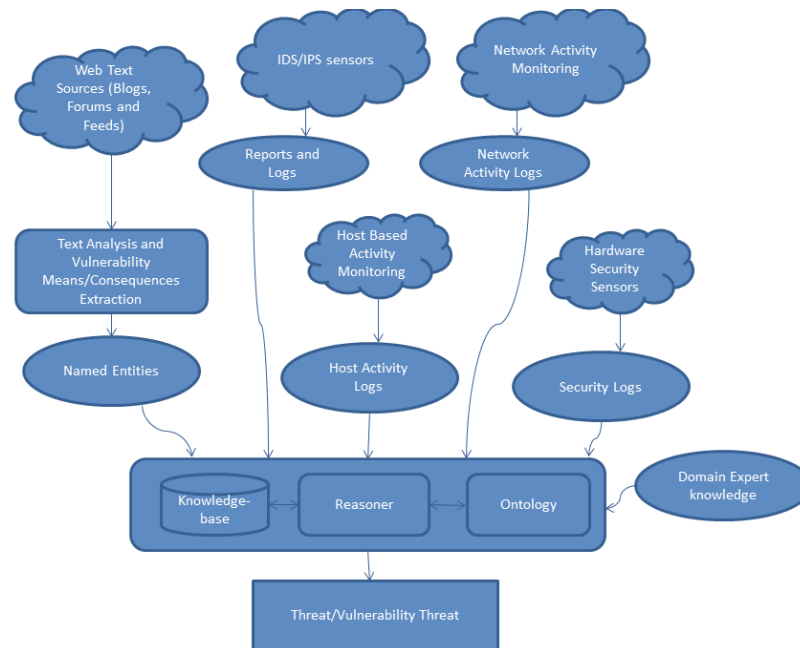 IDS/IPS sensors
Network Activity
Monitoring
Web Text
Sources (Blogs,
Forums and
Feeds)
Reports and
Logs
Network
Activity Logs
Text Analysis and
Vulnerability
Means/Consequences
Extraction
Host Based
Activity
Monitoring
Hardware
Security
Sensors
Named Entities
Host Activity
Logs
Security Logs
Domain Expert
knowledge
Knowledge-
base
Reasoner
Ontology
Threat/Vulnerability Threat